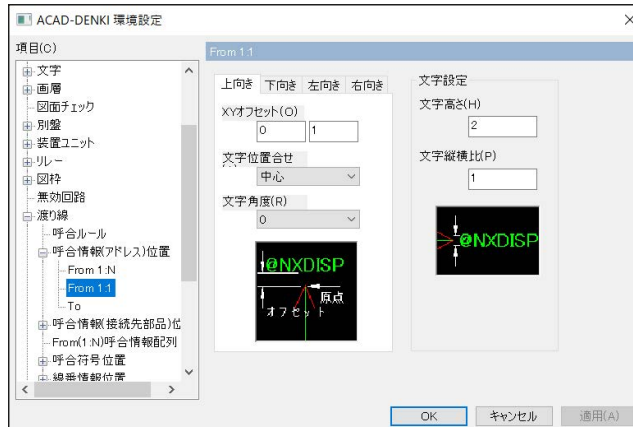 ACAD-DENKI 環境設定
項目(C)
文字
画層
図面チェック
別盤
装置ユニット
リレー
図枠
無効回路
渡り線
呼合ルール
呼合情報(アドレス)位置
From 1:N
From 1:1
To
呼合情報(接続先部品)位
From(1:N)呼合情報配列
呼合符号位置
線番情報位置
From 1:1
上向き 下向き 左向き 右向き
XYオフセット(O)
0 1
文字位置合せ
中心
文字角度(R)
0
@NXDISP
原点
オフセット
文字設定
文字高さ(H)
2
文字縦横比(P)
1
@NXDISP
OK キャンセル 適用(A)